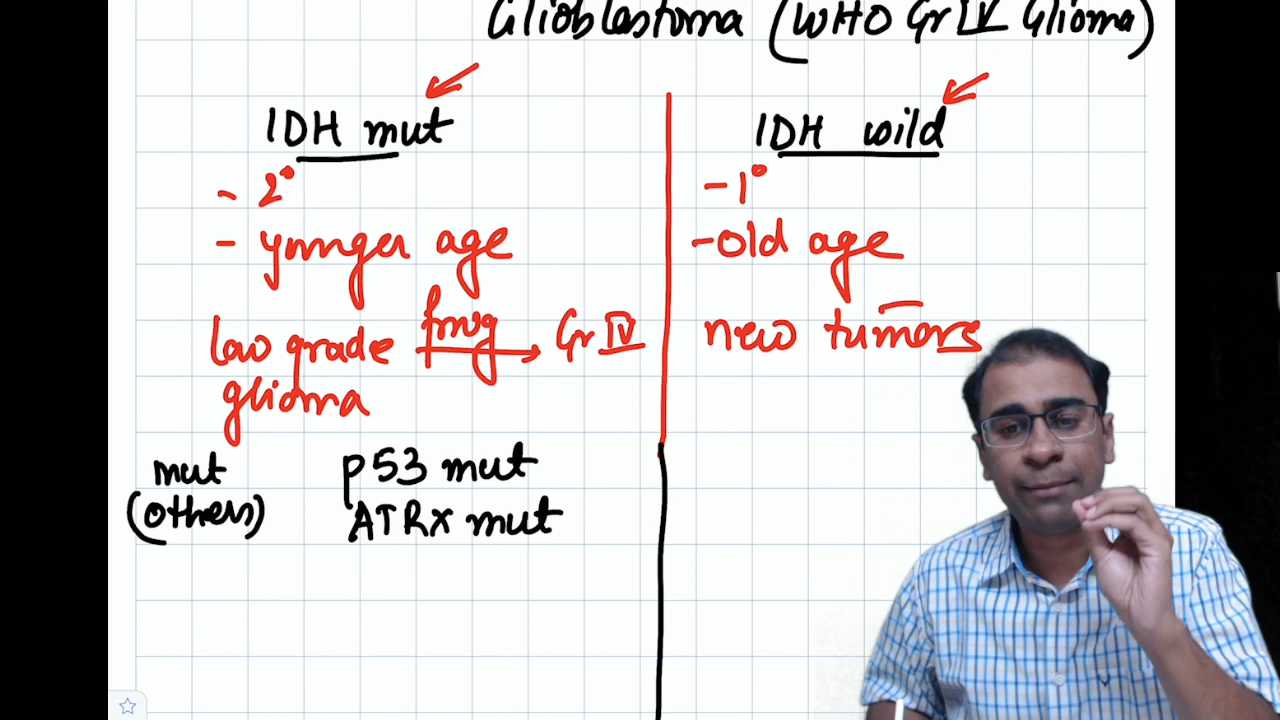 Glioblastoma (WHO Gr IV Glioma)
IDH mut
- 2°
- younger age
low grade prog Gr IV
glioma
mut p53 mut
(others) ATRX mut
IDH wild
- 1°
- old age
new tumors